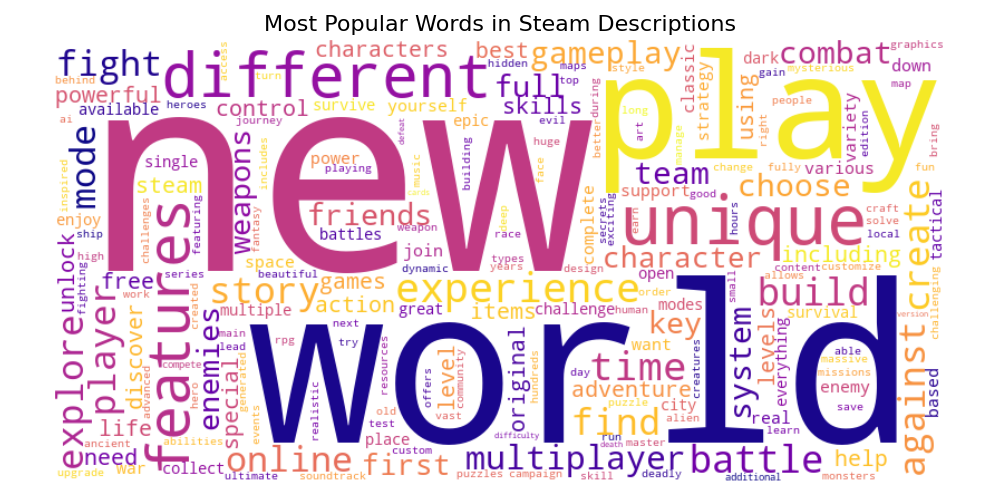 Most Popular Words in Steam Descriptions
fight
different
characters
best
gameplay
play
classic
dark
combat
graphics
down
behind
access
turn
hidden
maps
style
gain
mysterious
map
powerful
ai
available
heroes
control
survive
yourself
full
top
skills
during
long
strategy
using
people
variety
edition
mode
journey
epic
evil
better
art
manage
right
bring
inspired
single
weapons
includes
power
playing
music
defeat
cards
building
huge
face
team
change
fully
various
fun
new
steam
enjoy
ship
challenges
features
featuring
fantasy
friends
battles
weapon
deep
race
complete
secrets
exciting
support
good
earn
unique
hours
choose
craft
solve
local
create
tactical
unlock
high
fighting
free
work
series
created
space
beautiful
join
dynamic
types
years
design
character
open
content
customize
including
allows
challenging
explore
player
discover
story
multiple
games
action
experience
great
items
order
challenge
human
modes
small
build
survival
version
against
world
enemies
main
lead
next
try
rpg
resources
offers
level
vast
community
original
hundreds
key
want
time
day
creatures
system
levels
everything
able
massive
missions
enemy
save
based
life
advanced
compete
hero
special
generated
events
realistic
adventure
puzzle
find
city
alien
real
learn
ancient
need
war
abilities
collect
upgrade
online
ultimate
soundtrack
old
test
place
custom
first
difficulty
multiplayer
puzzles
campaign
skill
run
death
master
deadly
battle
additional
help
monsters